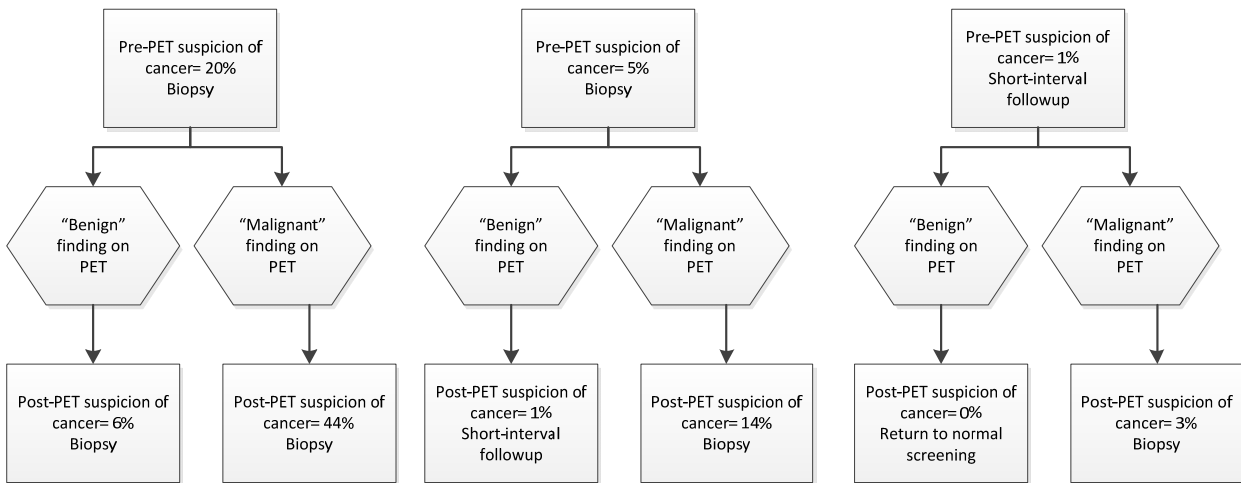 Pre-PET suspicion of
cancer= 20%
Biopsy
"Benign"
finding on
PET
"Malignant"
finding on
PET
Post-PET suspicion of
cancer= 6%
Biopsy
Post-PET suspicion of
cancer= 44%
Biopsy
Pre-PET suspicion of
cancer= 5%
Biopsy
"Benign"
finding on
PET
"Malignant"
finding on
PET
Post-PET suspicion of
cancer= 1%
Short-interval
followup
Post-PET suspicion of
cancer= 14%
Biopsy
Pre-PET suspicion of
cancer= 1%
Short-interval
followup
"Benign"
finding on
PET
"Malignant"
finding on
PET
Post-PET suspicion of
cancer= 0%
Return to normal
screening
Post-PET suspicion of
cancer= 3%
Biopsy